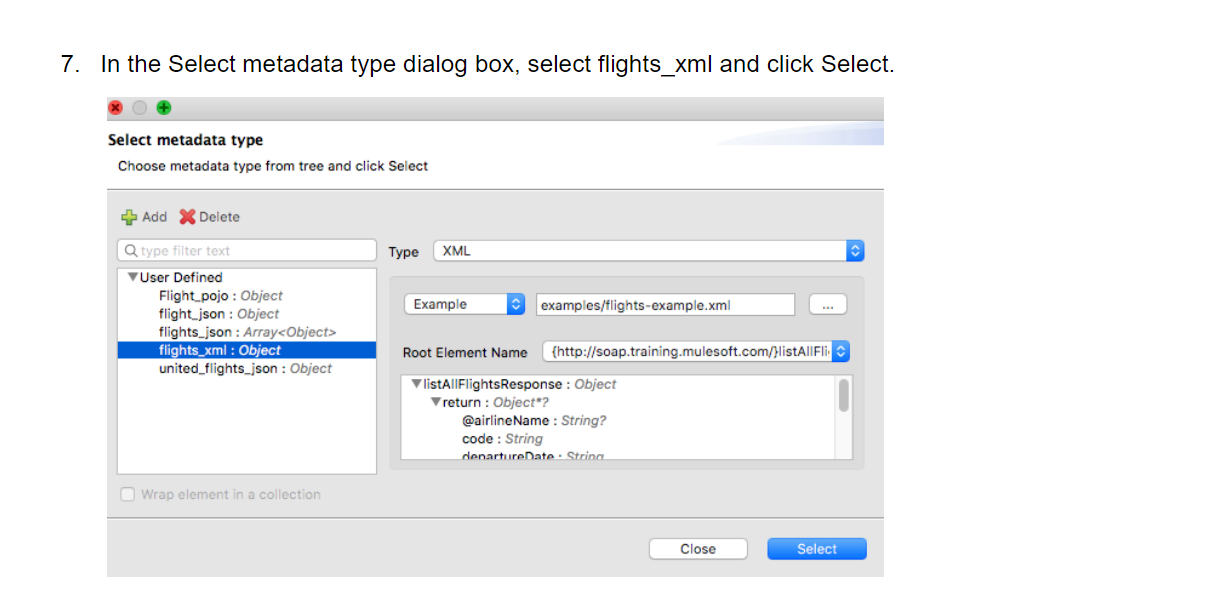 7. In the Select metadata type dialog box, select flights_xml and click Select.
Select metadata type
Choose metadata type from tree and click Select
Add Delete
type filter text
Type XML
User Defined
Flight_pojo : Object
flight_json : Object
flights_json : Array<Object>
flights_xml : Object
united_flights_json : Object
Example examples/flights-example.xml ...
Root Element Name {http://soap.training.mulesoft.com/}listAllFli
listAllFlightsResponse : Object
return : Object*?
@airlineName : String?
code : String
departureDate : String
Wrap element in a collection
Close Select